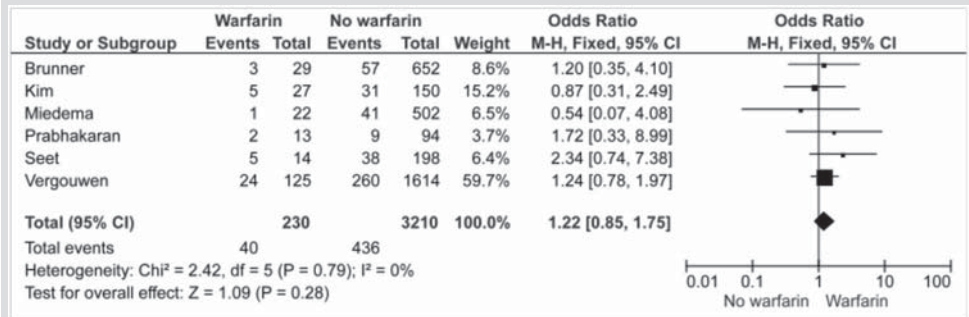 Warfarin No warfarin Odds Ratio Odds Ratio
Study or Subgroup Events Total Events Total Weight M-H, Fixed, 95% CI M-H, Fixed, 95% CI
Brunner 3 29 57 652 8.6% 1.20 [0.35, 4.10]
Kim 5 27 31 150 15.2% 0.87 [0.31, 2.49]
Miedema 1 22 41 502 6.5% 0.54 [0.07, 4.08]
Prabhakaran 2 13 9 94 3.7% 1.72 [0.33, 8.99]
Seet 5 14 38 198 6.4% 2.34 [0.74, 7.38]
Vergouwen 24 125 260 1614 59.7% 1.24 [0.78, 1.97]
Total (95% CI) 230 3210 100.0% 1.22 [0.85, 1.75]
Total events 40 436
Heterogeneity: Chi² = 2.42, df = 5 (P = 0.79); I² = 0%
Test for overall effect: Z = 1.09 (P = 0.28)
0.01 0.1 1 10 100
No warfarin Warfarin